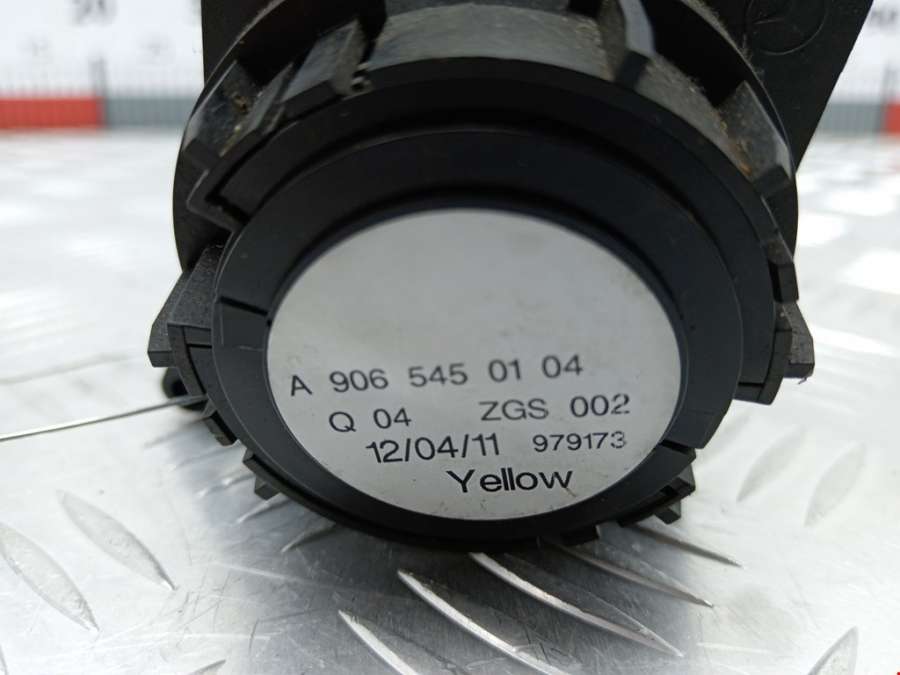 A 906 545 01 04
Q 04 ZGS 002
12/04/11 979173
Yellow